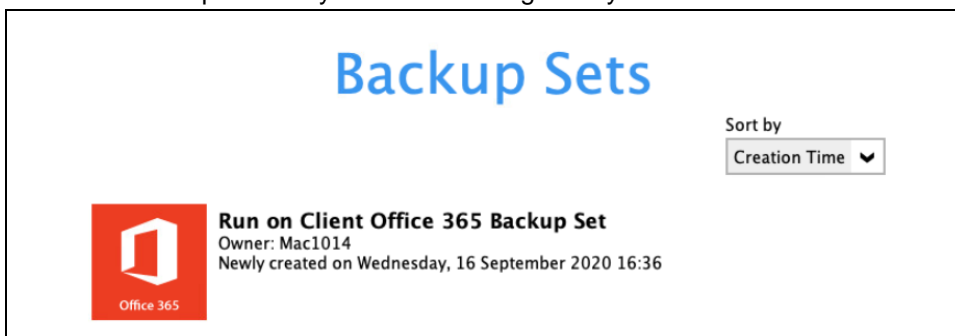 Backup Sets
Sort by
Creation Time
Run on Client Office 365 Backup Set
Owner: Mac1014
Newly created on Wednesday, 16 September 2020 16:36
Office 365